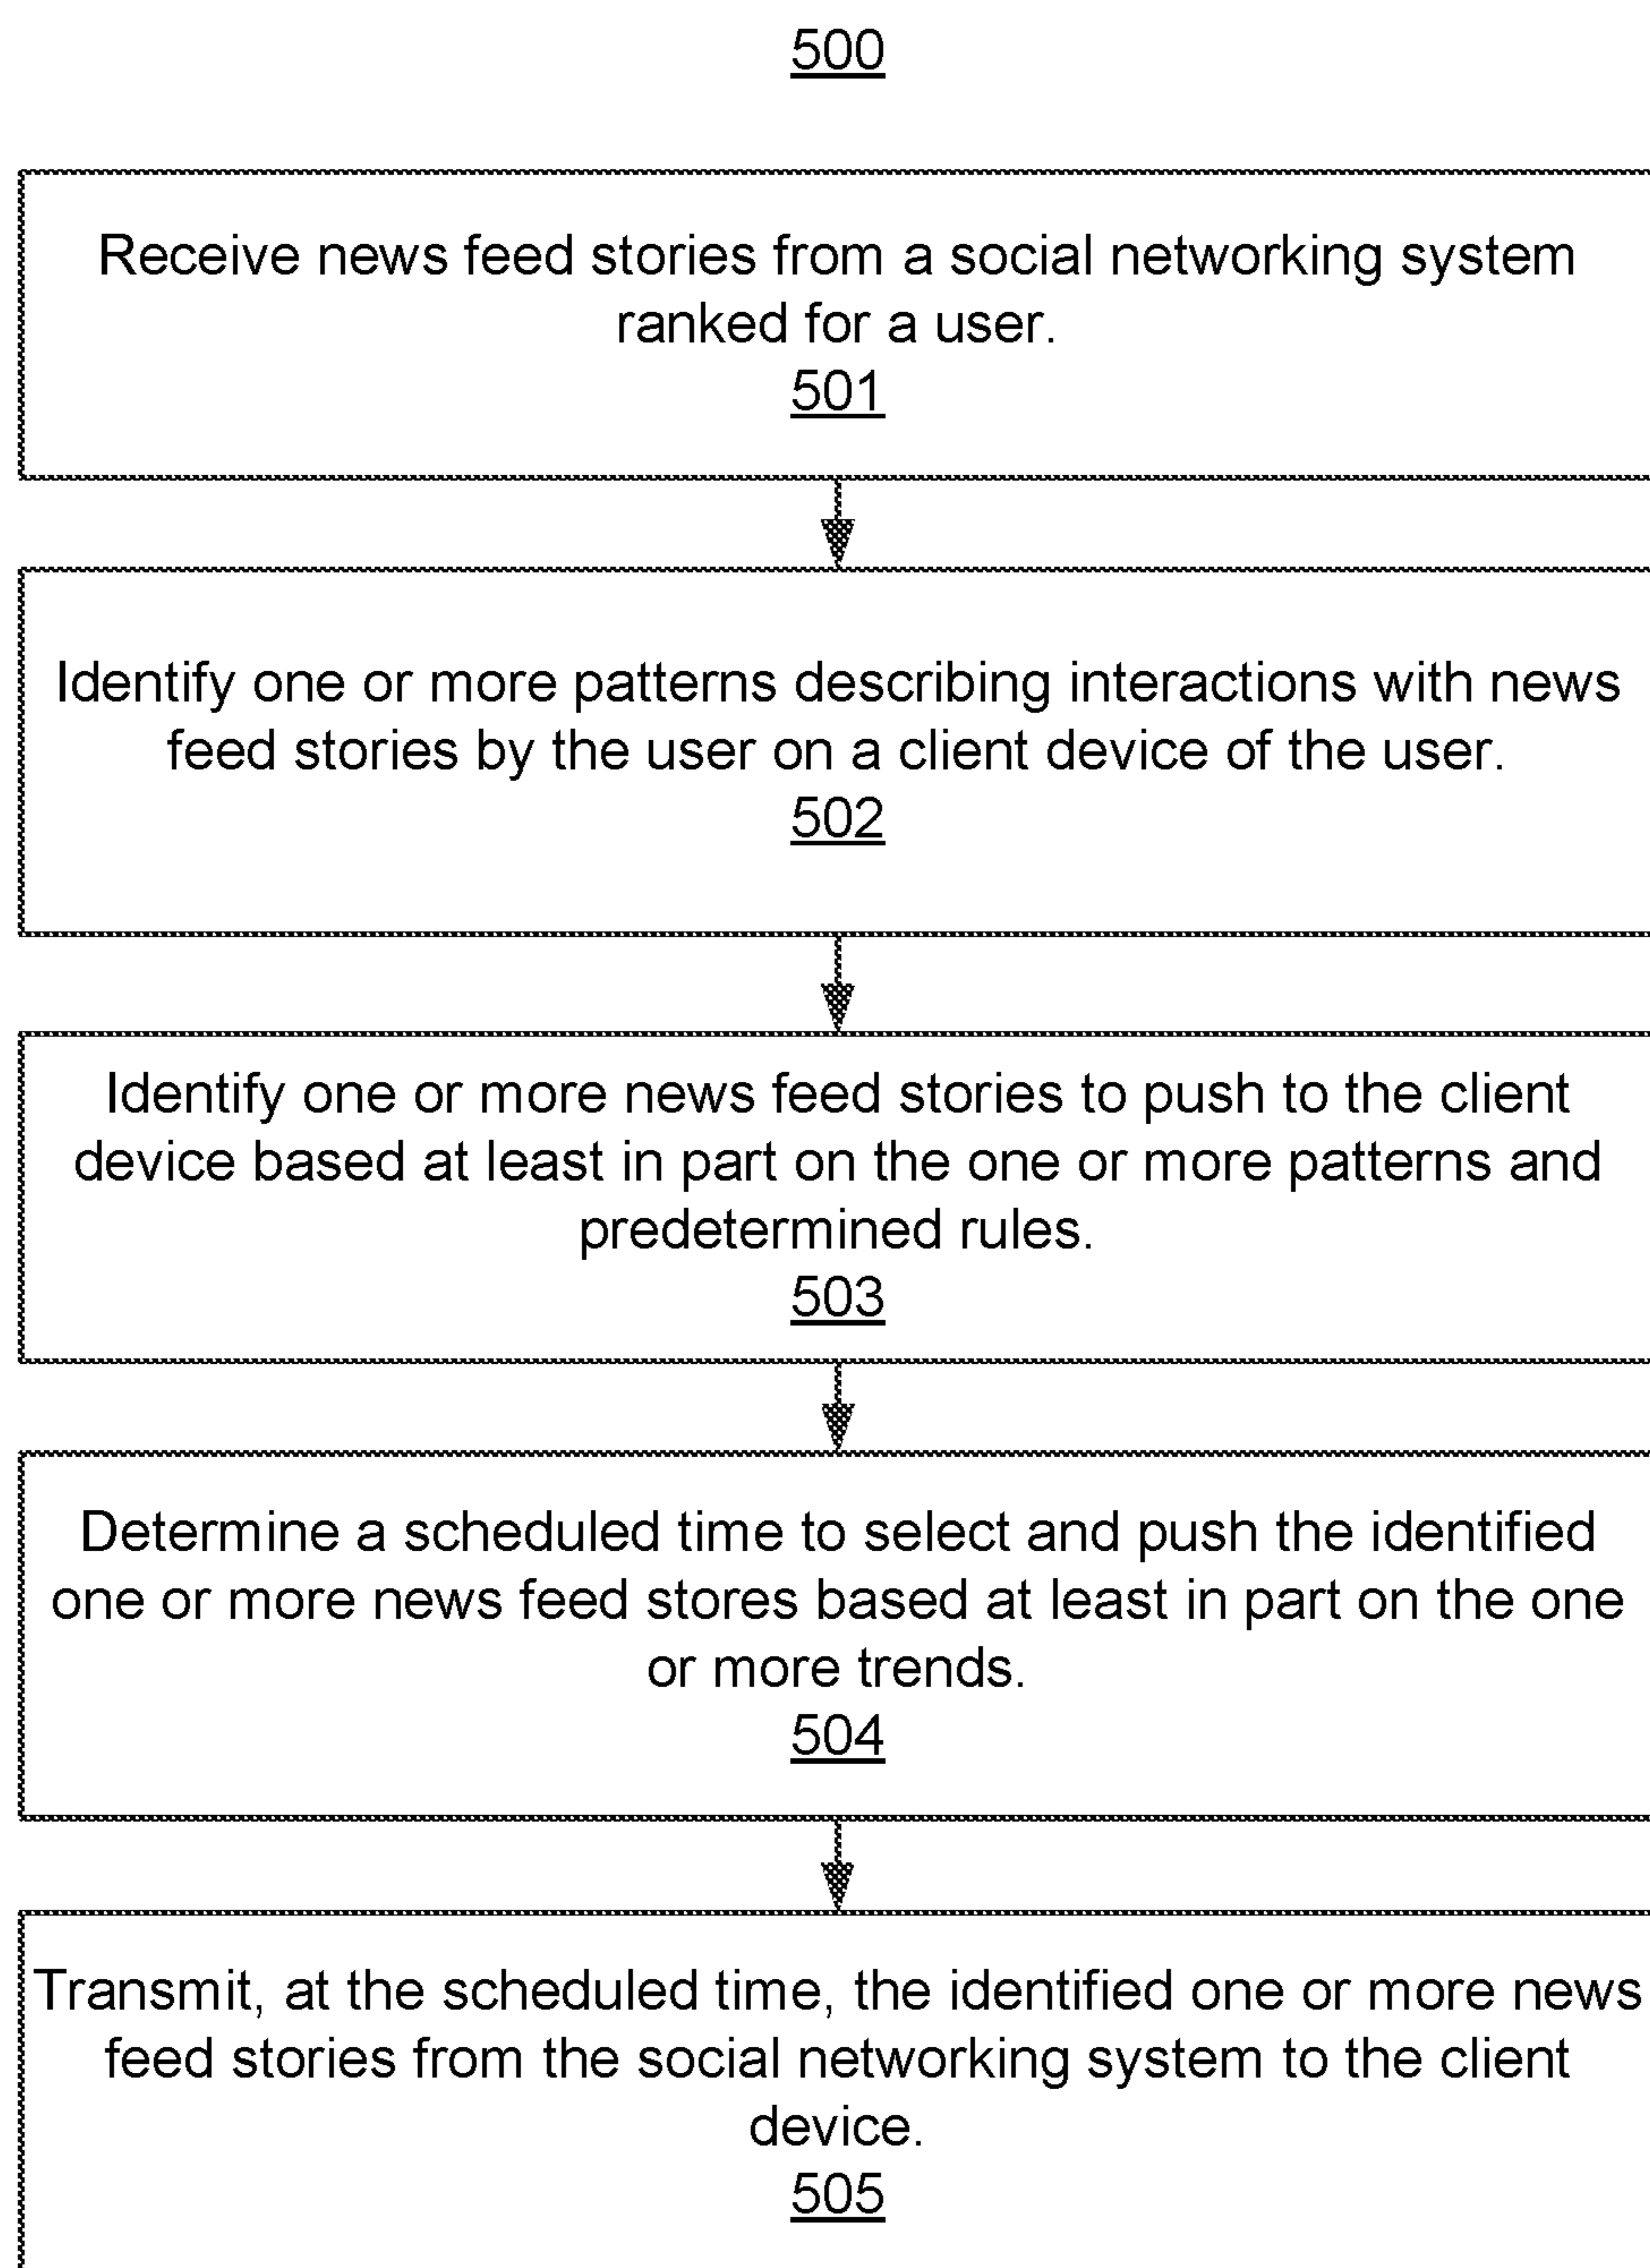 500
Receive news feed stories from a social networking system
ranked for a user.
501
Identify one or more patterns describing interactions with news
feed stories by the user on a client device of the user.
502
Identify one or more news feed stories to push to the client
device based at least in part on the one or more patterns and
predetermined rules.
503
Determine a scheduled time to select and push the identified
one or more news feed stores based at least in part on the one
or more trends.
504
Transmit, at the scheduled time, the identified one or more news
feed stories from the social networking system to the client
device.
505